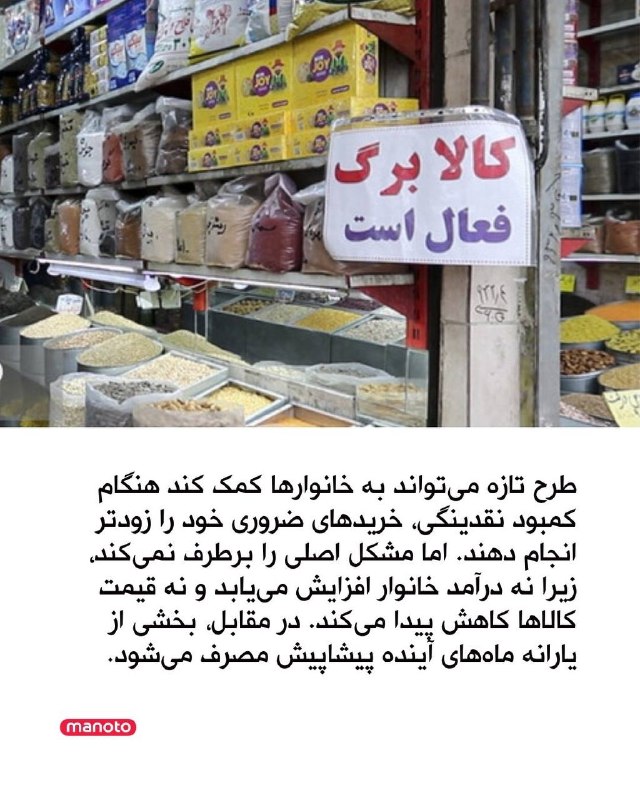 کالا برگ
فعال است
JOY
طرح تازه می‌تواند به خانوارها کمک کند هنگام
کمبود نقدینگی، خریدهای ضروری خود را زودتر
انجام دهند. اما مشکل اصلی را برطرف نمی‌کند،
زیرا نه درآمد خانوار افزایش می‌یابد و نه قیمت
کالاها کاهش پیدا می‌کند. در مقابل، بخشی از
یارانه ماه‌های آینده پیشاپیش مصرف می‌شود.
manoto